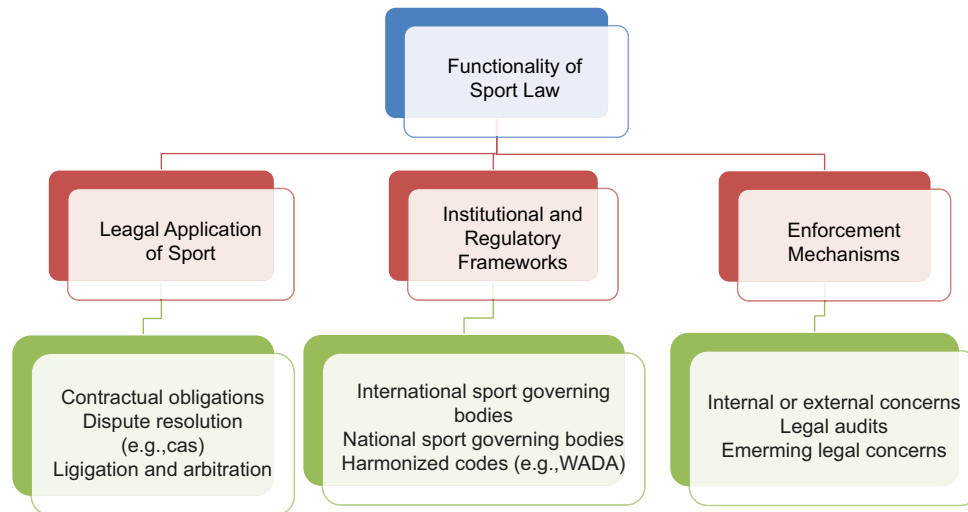 Functionality of
Sport Law
Leagal Application
of Sport
Institutional and
Regulatory
Frameworks
Enforcement
Mechanisms
Contractual obligations
Dispute resolution
(e.g.,cas)
Ligigation and arbitration
International sport governing
bodies
National sport governing bodies
Harmonized codes (e.g.,WADA)
Internal or external concerns
Legal audits
Emerming legal concerns